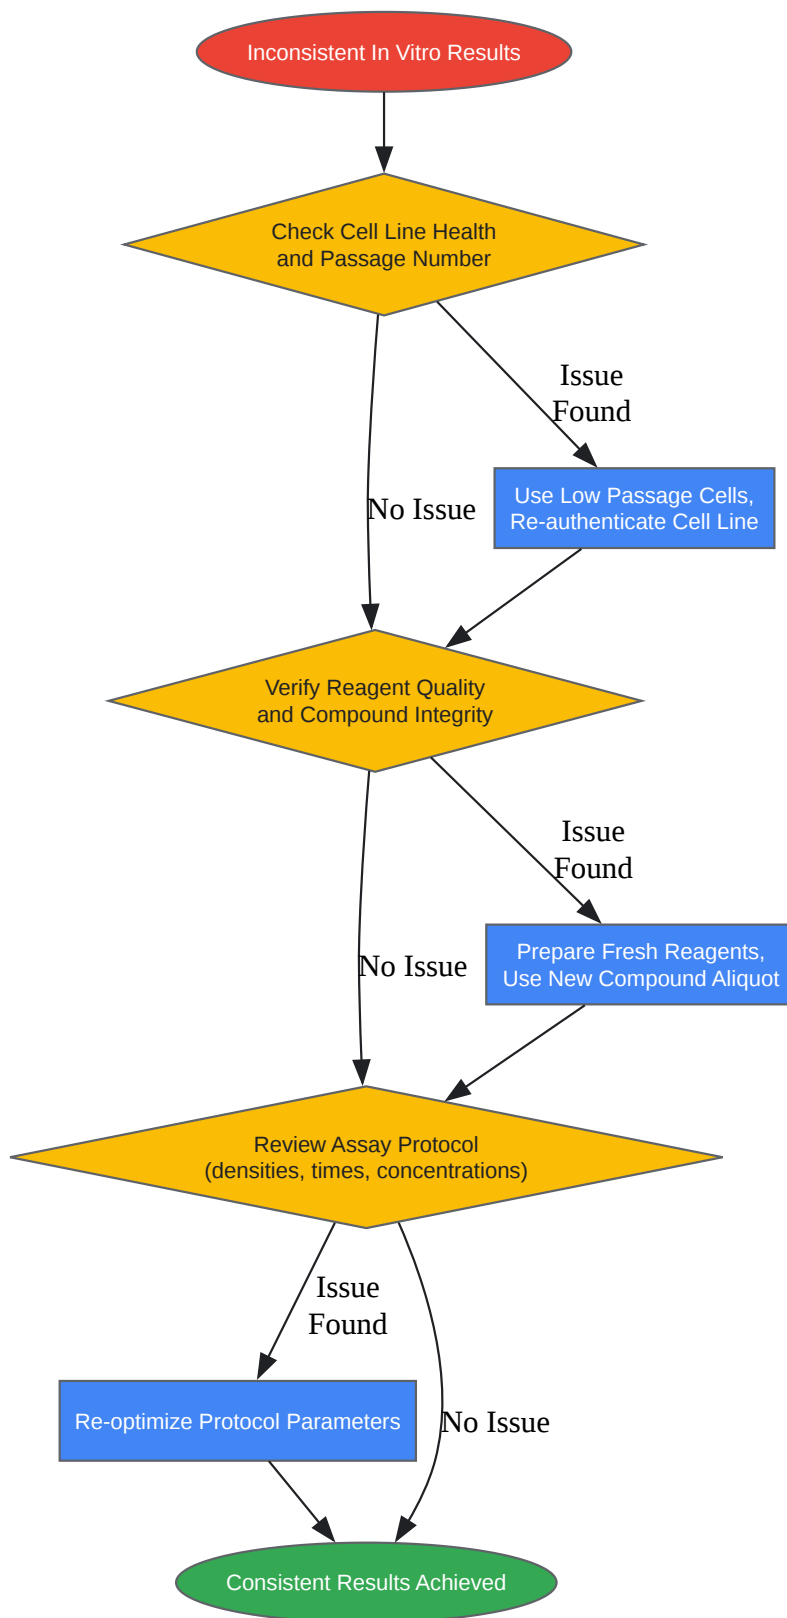 Inconsistent In Vitro Results
Check Cell Line Health
and Passage Number
Issue
Found
Use Low Passage Cells,
Re-authenticate Cell Line
No Issue
Verify Reagent Quality
and Compound Integrity
Issue
Found
Prepare Fresh Reagents,
Use New Compound Aliquot
No Issue
Review Assay Protocol
(densities, times, concentrations)
Issue
Found
Re-optimize Protocol Parameters
No Issue
Consistent Results Achieved